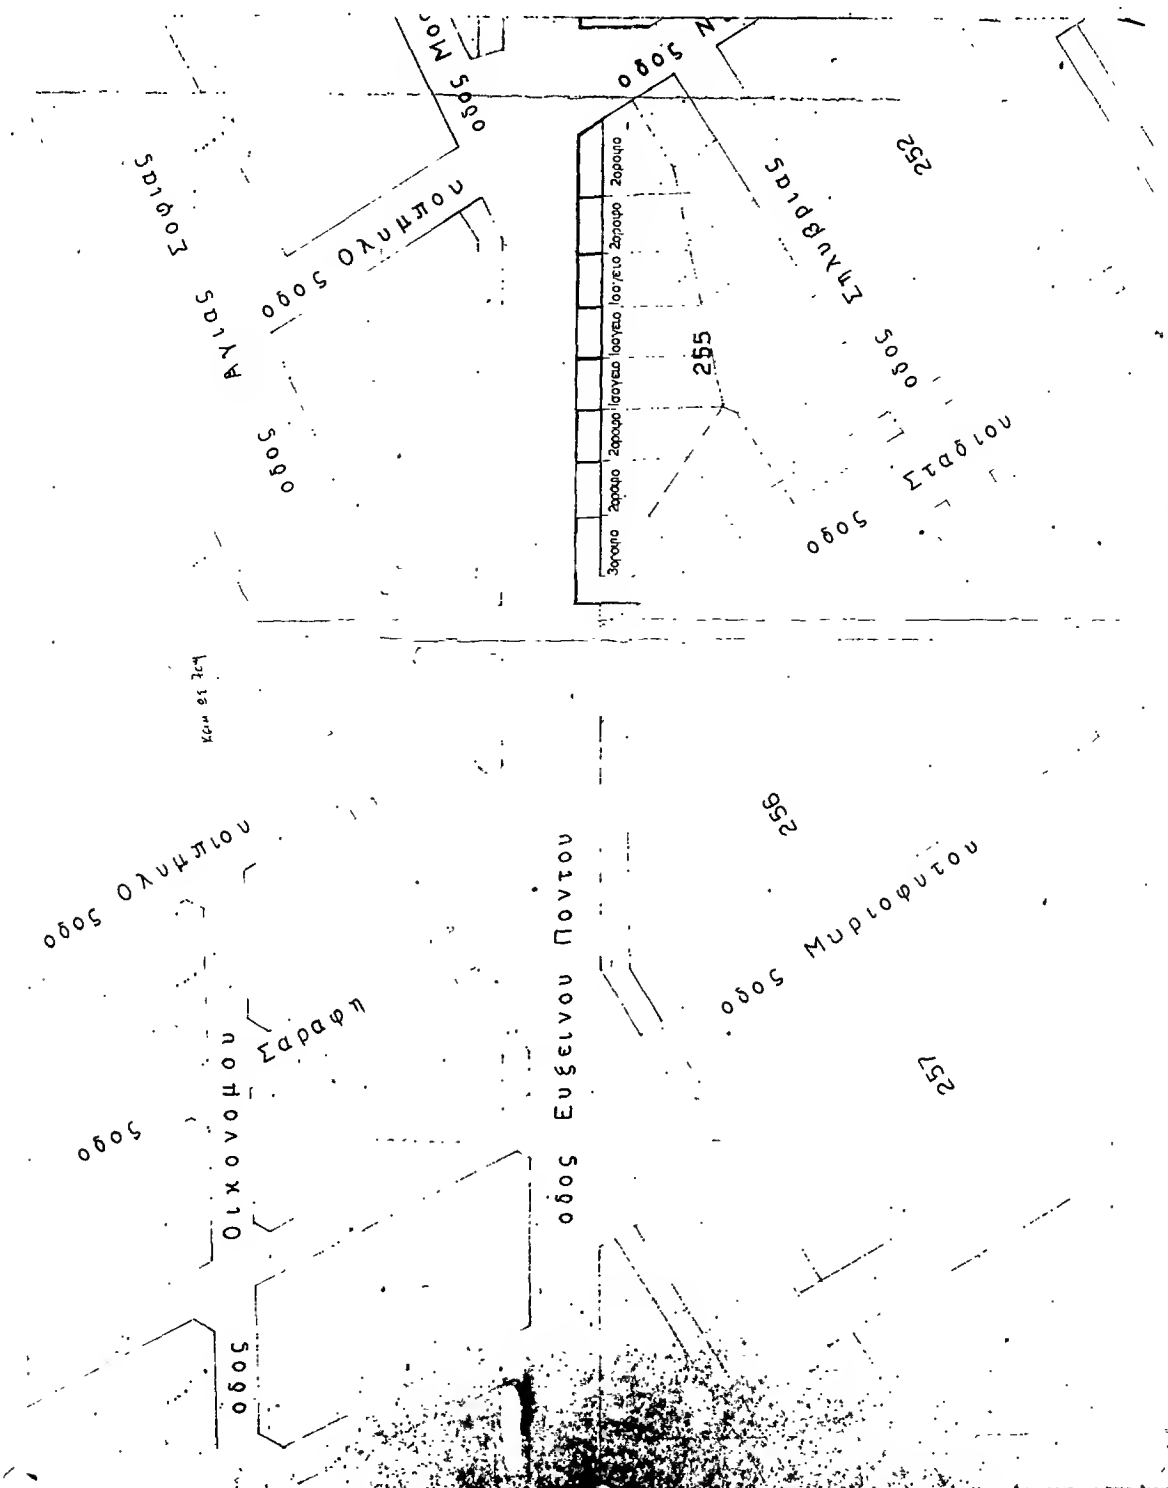 οδος Μο
οδος
252
οδος Αγιας Σοφιας
οδος Ολυμπου
οδος Σηλυβριας
2οροφο
2οροφο
Ισογειο
Ισογειο
Ισογειο
2οροφο
2οροφο
3οροφο
255
οδος Σταδιου
οδος Ολυμπιου
256
οδος Ευξεινου Ποντου
οδος Μυριοφυτου
257
οδος Σαραφη
οδος Οικονομου